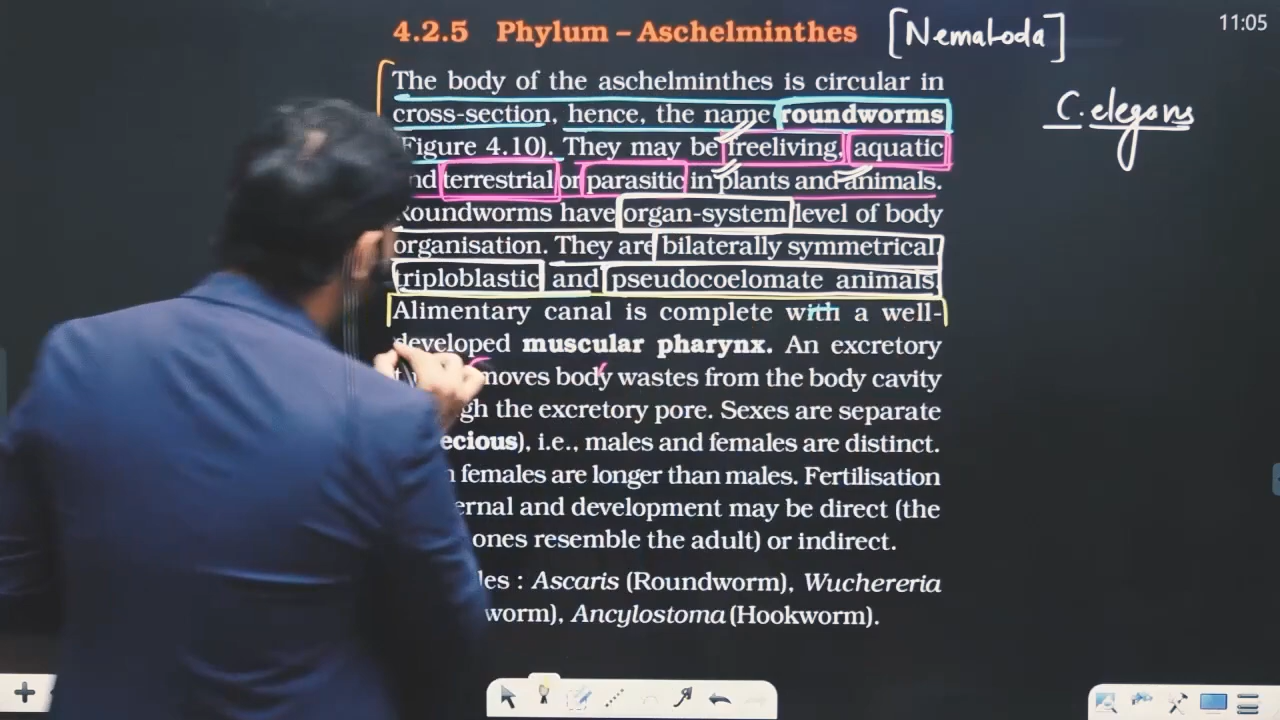 4.2.5 Phylum – Aschelminthes [Nematoda]
11:05
The body of the aschelminthes is circular in
cross-section, hence, the name roundworms
Figure 4.10). They may be freeliving, aquatic
nd terrestrial or parasitic in plants and animals.
Roundworms have organ-system level of body
organisation. They are bilaterally symmetrical,
triploblastic and pseudocoelomate animals.
Alimentary canal is complete with a well-
developed muscular pharynx. An excretory
moves body wastes from the body cavity
gh the excretory pore. Sexes are separate
ecious), i.e., males and females are distinct.
n females are longer than males. Fertilisation
ernal and development may be direct (the
ones resemble the adult) or indirect.
les : Ascaris (Roundworm), Wuchereria
worm), Ancylostoma (Hookworm).
C. elegans